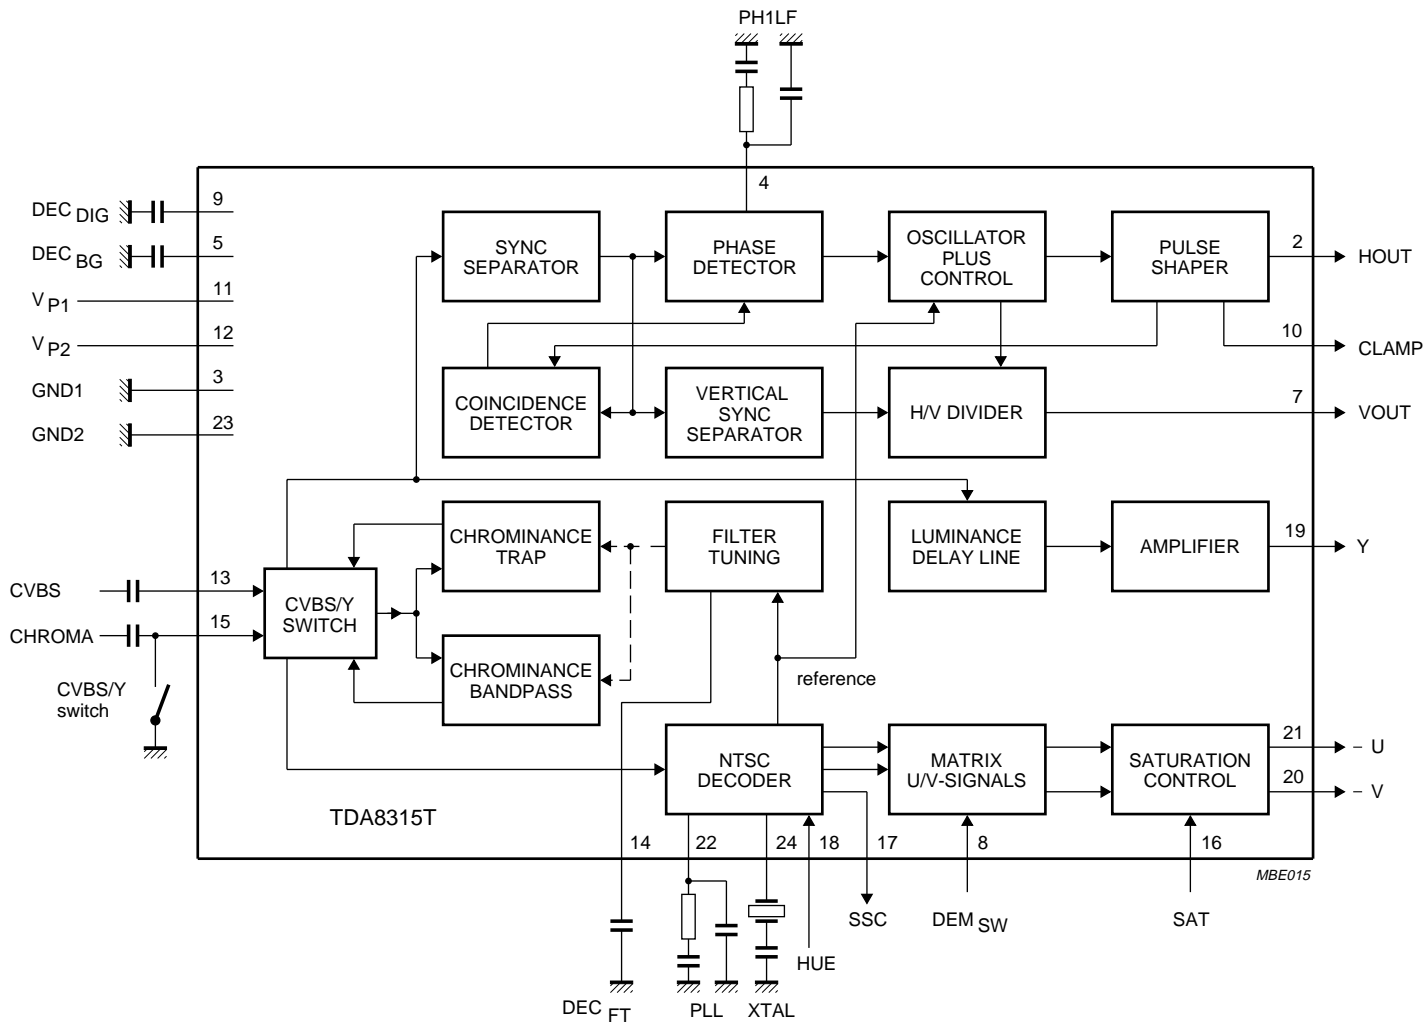 PH1LF
4
DEC DIG
9
DEC BG
5
V P1
11
V P2
12
GND1
3
GND2
23
SYNC
SEPARATOR
PHASE
DETECTOR
OSCILLATOR
PLUS
CONTROL
PULSE
SHAPER
2
HOUT
10
CLAMP
COINCIDENCE
DETECTOR
VERTICAL
SYNC
SEPARATOR
H/V DIVIDER
7
VOUT
CHROMINANCE
TRAP
FILTER
TUNING
LUMINANCE
DELAY LINE
AMPLIFIER
19
Y
CVBS
13
CHROMA
15
CVBS/Y
SWITCH
CVBS/Y
switch
CHROMINANCE
BANDPASS
reference
NTSC
DECODER
MATRIX
U/V-SIGNALS
SATURATION
CONTROL
21
– U
20
– V
TDA8315T
14
22
24
18
17
8
16
MBE015
SSC
DEM SW
SAT
HUE
DEC FT
PLL
XTAL